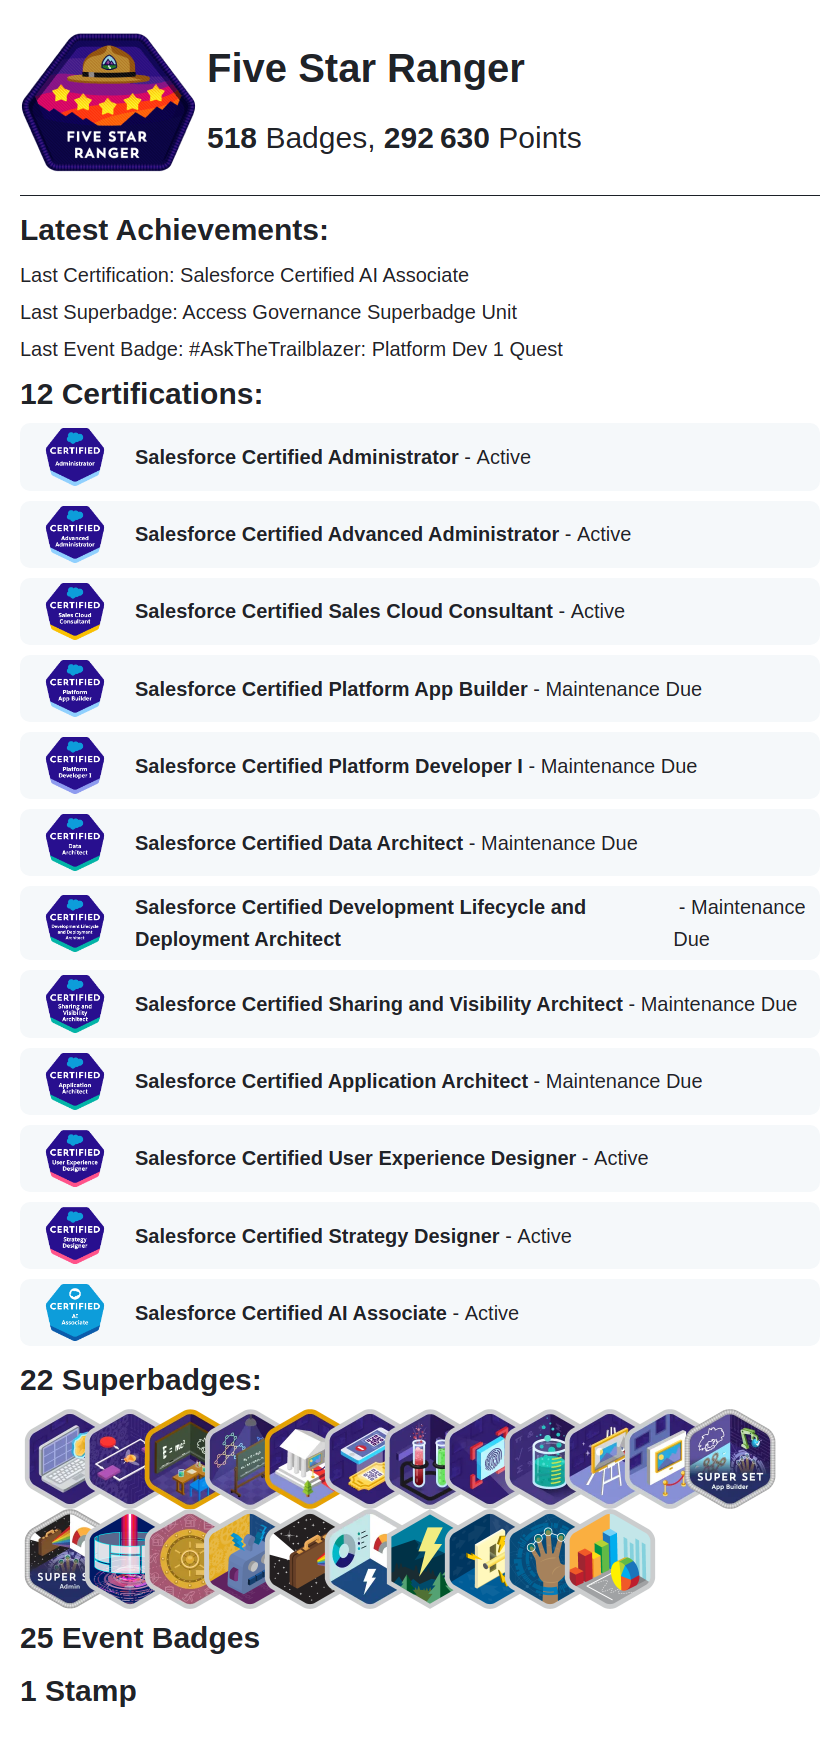 FIVE STAR
RANGER
Five Star Ranger
518 Badges, 292 630 Points
Latest Achievements:
Last Certification: Salesforce Certified AI Associate
Last Superbadge: Access Governance Superbadge Unit
Last Event Badge: #AskTheTrailblazer: Platform Dev 1 Quest
12 Certifications:
CERTIFIED
Administrator
Salesforce Certified Administrator - Active
CERTIFIED
Advanced
Administrator
Salesforce Certified Advanced Administrator - Active
CERTIFIED
Sales Cloud
Consultant
Salesforce Certified Sales Cloud Consultant - Active
CERTIFIED
Platform
App Builder
Salesforce Certified Platform App Builder - Maintenance Due
CERTIFIED
Platform
Developer I
Salesforce Certified Platform Developer I - Maintenance Due
CERTIFIED
Data
Architect
Salesforce Certified Data Architect - Maintenance Due
CERTIFIED
Development Lifecycle
and Deployment
Architect
Salesforce Certified Development Lifecycle and - Maintenance
Deployment Architect Due
CERTIFIED
Sharing and
Visibility
Architect
Salesforce Certified Sharing and Visibility Architect - Maintenance Due
CERTIFIED
Application
Architect
Salesforce Certified Application Architect - Maintenance Due
CERTIFIED
User Experience
Designer
Salesforce Certified User Experience Designer - Active
CERTIFIED
Strategy
Designer
Salesforce Certified Strategy Designer - Active
CERTIFIED
AI
Associate
Salesforce Certified AI Associate - Active
22 Superbadges:
E=mc²
SUPER SET
App Builder
SUPER S
Admin
25 Event Badges
1 Stamp